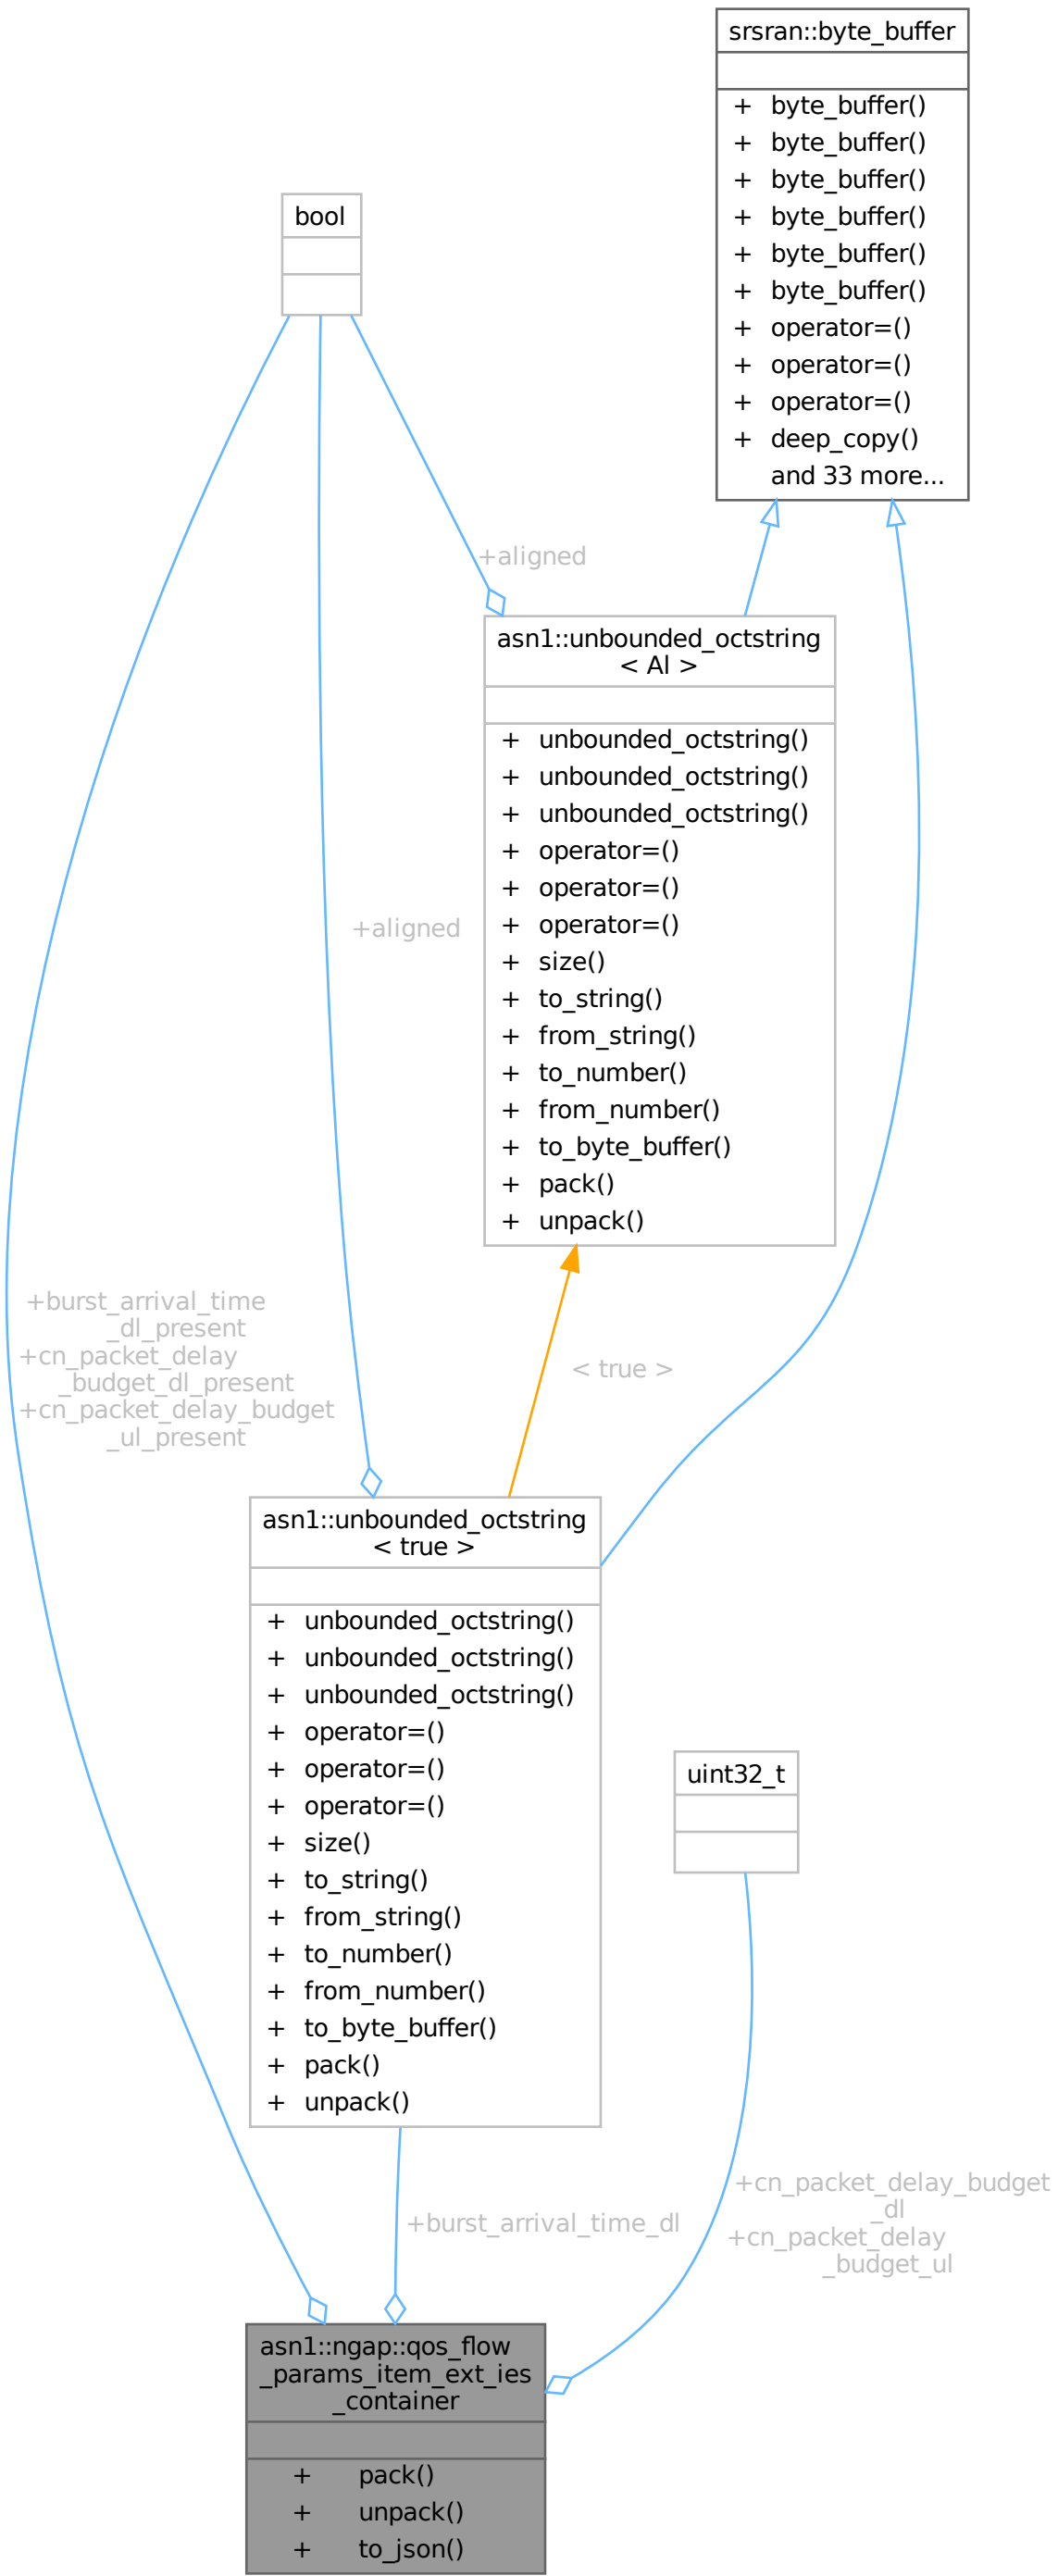 srsran::byte_buffer
+ byte_buffer()
+ byte_buffer()
+ byte_buffer()
+ byte_buffer()
+ byte_buffer()
+ byte_buffer()
+ operator=()
+ operator=()
+ operator=()
+ deep_copy()
and 33 more...
bool
+aligned
asn1::unbounded_octstring
< Al >
+ unbounded_octstring()
+ unbounded_octstring()
+ unbounded_octstring()
+ operator=()
+ operator=()
+ operator=()
+ size()
+ to_string()
+ from_string()
+ to_number()
+ from_number()
+ to_byte_buffer()
+ pack()
+ unpack()
+aligned
+burst_arrival_time
_dl_present
+cn_packet_delay
_budget_dl_present
+cn_packet_delay_budget
_ul_present
< true >
asn1::unbounded_octstring
< true >
+ unbounded_octstring()
+ unbounded_octstring()
+ unbounded_octstring()
+ operator=()
+ operator=()
+ operator=()
+ size()
+ to_string()
+ from_string()
+ to_number()
+ from_number()
+ to_byte_buffer()
+ pack()
+ unpack()
uint32_t
+burst_arrival_time_dl
+cn_packet_delay_budget
_dl
+cn_packet_delay
_budget_ul
asn1::ngap::qos_flow
_params_item_ext_ies
_container
+ pack()
+ unpack()
+ to_json()